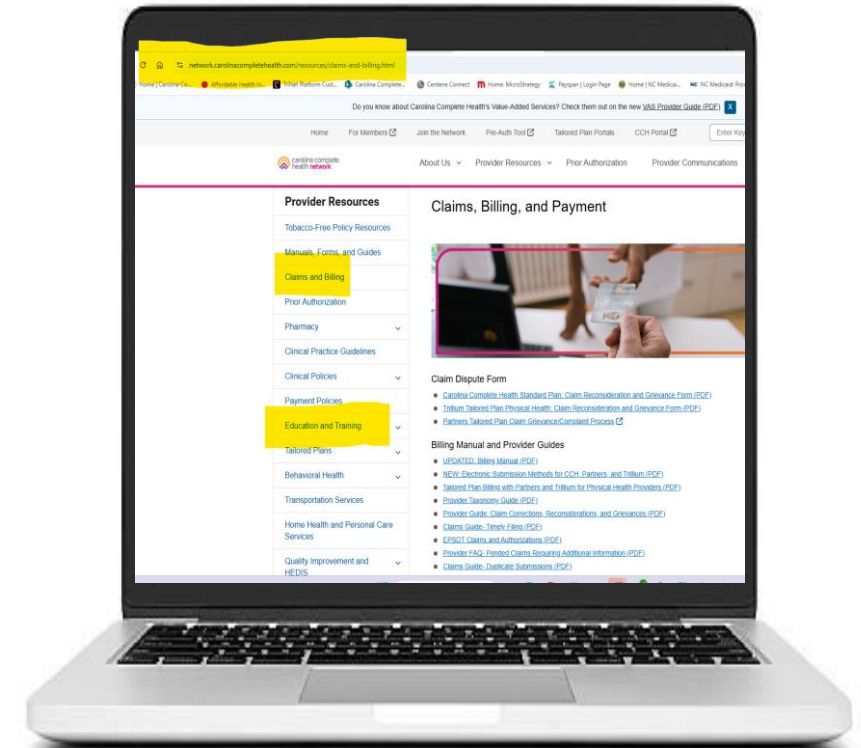 network.carolinacompletehealth.com/resources/claims-and-billing.html
Home | Carolina Co... Affordable Health In... TriNet Platform Cust... Carolina Complete... Centene Connect Home. MicroStrategy Payspan | Login Page Home | NC Medicai... NC Medicaid Pro
Do you know about Carolina Complete Health's Value-Added Services? Check them out on the new VAS Provider Guide (PDF) X
Home For Members Join the Network Pre-Auth Tool Tailored Plan Portals CCH Portal Enter Key
carolina complete
health network
About Us Provider Resources Prior Authorization Provider Communications
Provider Resources
Tobacco-Free Policy Resources
Manuals, Forms, and Guides
Claims and Billing
Prior Authorization
Pharmacy
Clinical Practice Guidelines
Clinical Policies
Payment Policies
Education and Training
Tailored Plans
Behavioral Health
Transportation Services
Home Health and Personal Care
Services
Quality Improvement and
HEDIS
Claims, Billing, and Payment
Claim Dispute Form
Carolina Complete Health Standard Plan: Claim Reconsideration and Grievance Form (PDF)
Trillium Tailored Plan Physical Health: Claim Reconsideration and Grievance Form (PDF)
Partners Tailored Plan Claim Grievance/Complaint Process
Billing Manual and Provider Guides
UPDATED: Billing Manual (PDF)
NEW: Electronic Submission Methods for CCH, Partners, and Trillium (PDF)
Tailored Plan Billing with Partners and Trillium for Physical Health Providers (PDF)
Provider Taxonomy Guide (PDF)
Provider Guide: Claim Corrections, Reconsiderations, and Grievances (PDF)
Claims Guide- Timely Filing (PDF)
EPSDT Claims and Authorizations (PDF)
Provider FAQ- Pended Claims Requiring Additional Information (PDF)
Claims Guide- Duplicate Submissions (PDF)